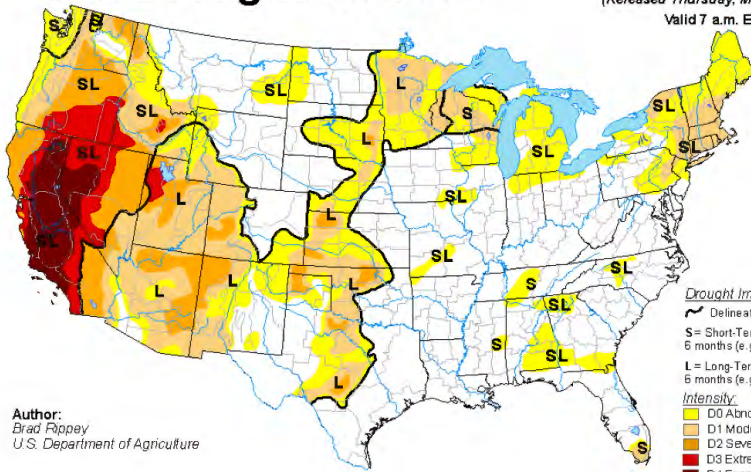 (Released Thursday, M
Valid 7 a.m. E
S
S
SL
SL
L
S
SL
SL
SL
L
SL
SL
SL
L
L
SL
SL
L
L
S
SL
SL
S
SL
L
S
Drought Im
Delineat
S = Short-Ter
6 months (e.g
L = Long-Ter
6 months (e.g
Intensity:
D0 Abno
D1 Mod
D2 Seve
D3 Extre
Author:
Brad Rippey
U.S. Department of Agriculture